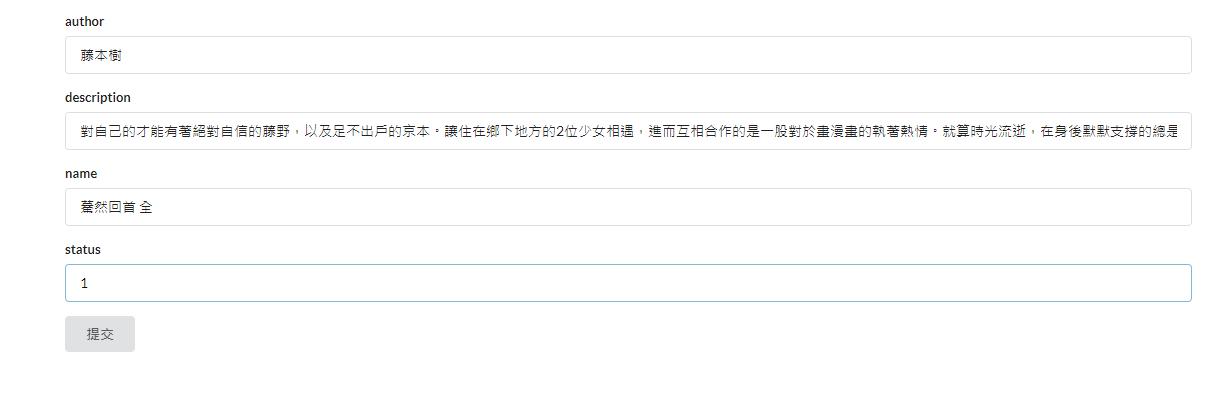 author
藤本樹
description
對自己的才能有著絕對自信的藤野，以及足不出戶的京本。讓住在鄉下地方的2位少女相遇，進而互相合作的是一股對於畫漫畫的執著熱情。就算時光流逝，在身後默默支撐的總是
name
驀然回首 全
status
1
提交